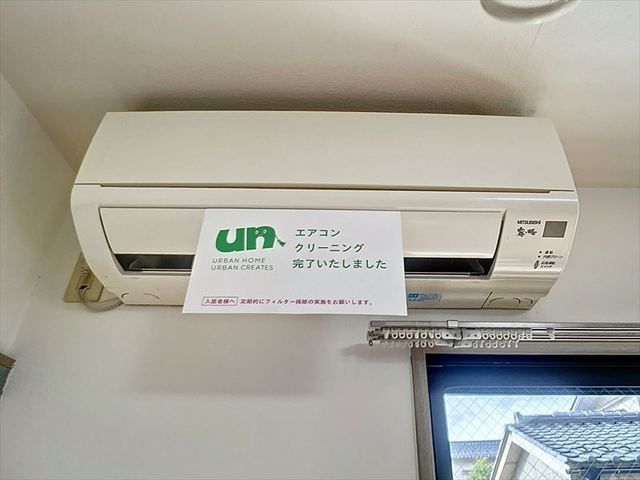 un
URBAN HOME
URBAN CREATES
エアコン
クリーニング
完了いたしました
入居者様へ 定期的にフィルター掃除の実施をお願いします。
MITSUBISHI
霧ヶ峰
運転